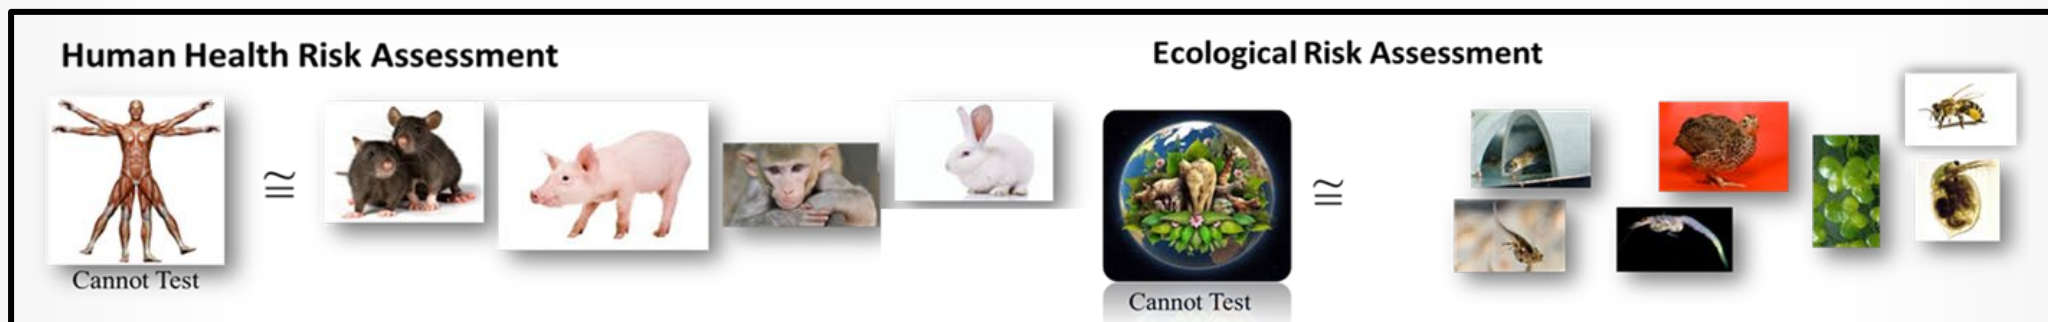 Human Health Risk Assessment
Ecological Risk Assessment
≅
≅
Cannot Test
Cannot Test